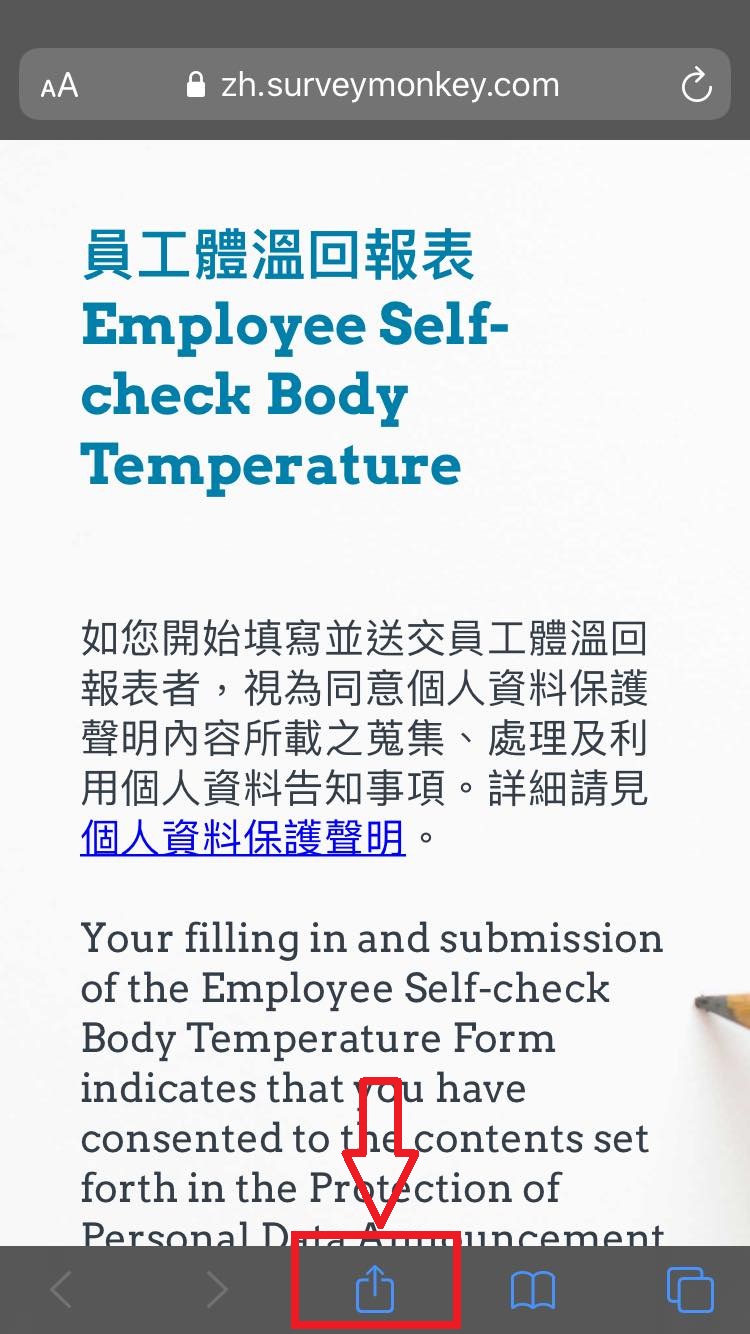 AA zh.surveymonkey.com
員工體溫回報表
Employee Self-
check Body
Temperature
如您開始填寫並送交員工體溫回
報表者，視為同意個人資料保護
聲明內容所載之蒐集、處理及利
用個人資料告知事項。詳細請見
個人資料保護聲明。
Your filling in and submission
of the Employee Self-check
Body Temperature Form
indicates that you have
consented to the contents set
forth in the Protection of
Personal Data Announcement